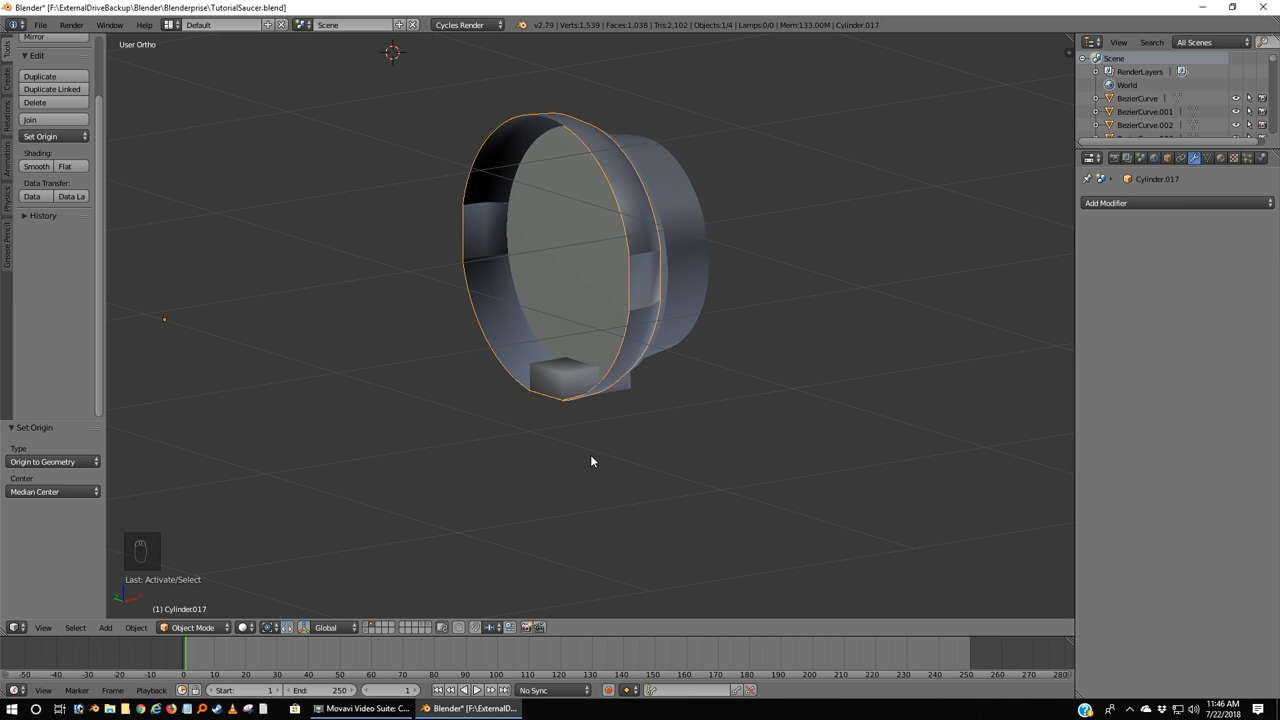 Blender* [F:\ExternalDriveBackup\Blender\Blenderprise\TutorialSaucer.blend]
File Render Window Help Default Scene Cycles Render v2.79 | Verts:1,539 | Faces:1,038 | Tris:2,102 | Objects:1/4 | Lamps:0/0 | Mem:133.00M | Cylinder.017
Mirror
Edit
Duplicate
Duplicate Linked
Delete
Join
Set Origin
Shading:
Smooth Flat
Data Transfer:
Data Data La
History
Tools
Create
Relations
Animation
Physics
Grease Pencil
Set Origin
Type
Origin to Geometry
Center
Median Center
User Ortho
Last: Activate/Select
(1) Cylinder.017
View Search All Scenes
Scene
RenderLayers
World
BezierCurve
BezierCurve.001
BezierCurve.002
Cylinder.017
Add Modifier
View Select Add Object Object Mode Global
-50 -40 -30 -20 -10 0 10 20 30 40 50 60 70 80 90 100 110 120 130 140 150 160 170 180 190 200 210 220 230 240 250 260 270 280
View Marker Frame Playback Start: 1 End: 250 1 No Sync
Movavi Video Suite: C... Blender* [F:\ExternalD... 11:46 AM
7/22/2018